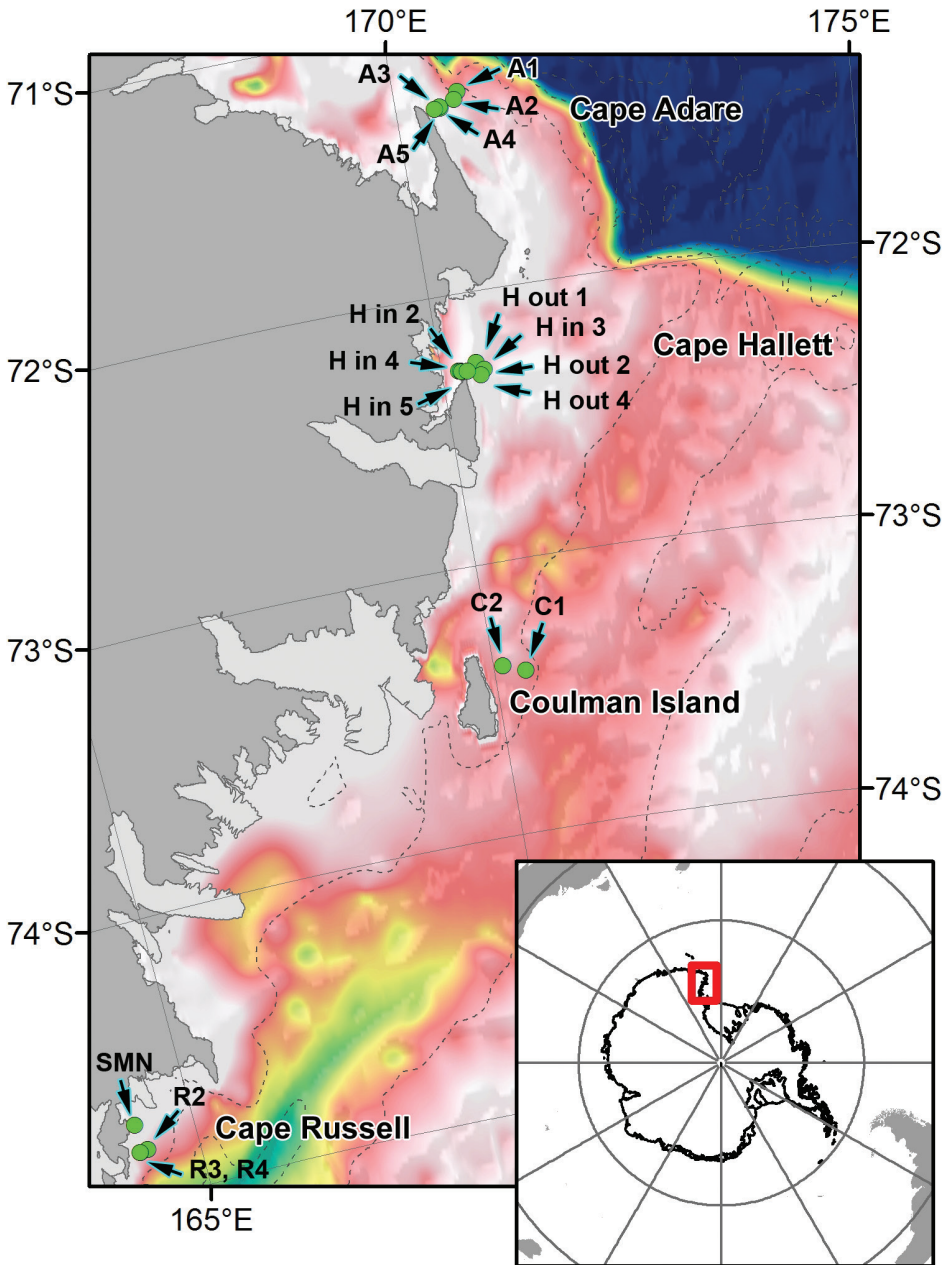 170°E
175°E
71°S
A3
A1
A2
Cape Adare
A5
A4
72°S
H in 2
H out 1
H in 3
Cape Hallett
H in 4
H out 2
72°S
H in 5
H out 4
73°S
C2
C1
73°S
Coulman Island
74°S
74°S
SMN
R2
Cape Russell
R3, R4
165°E